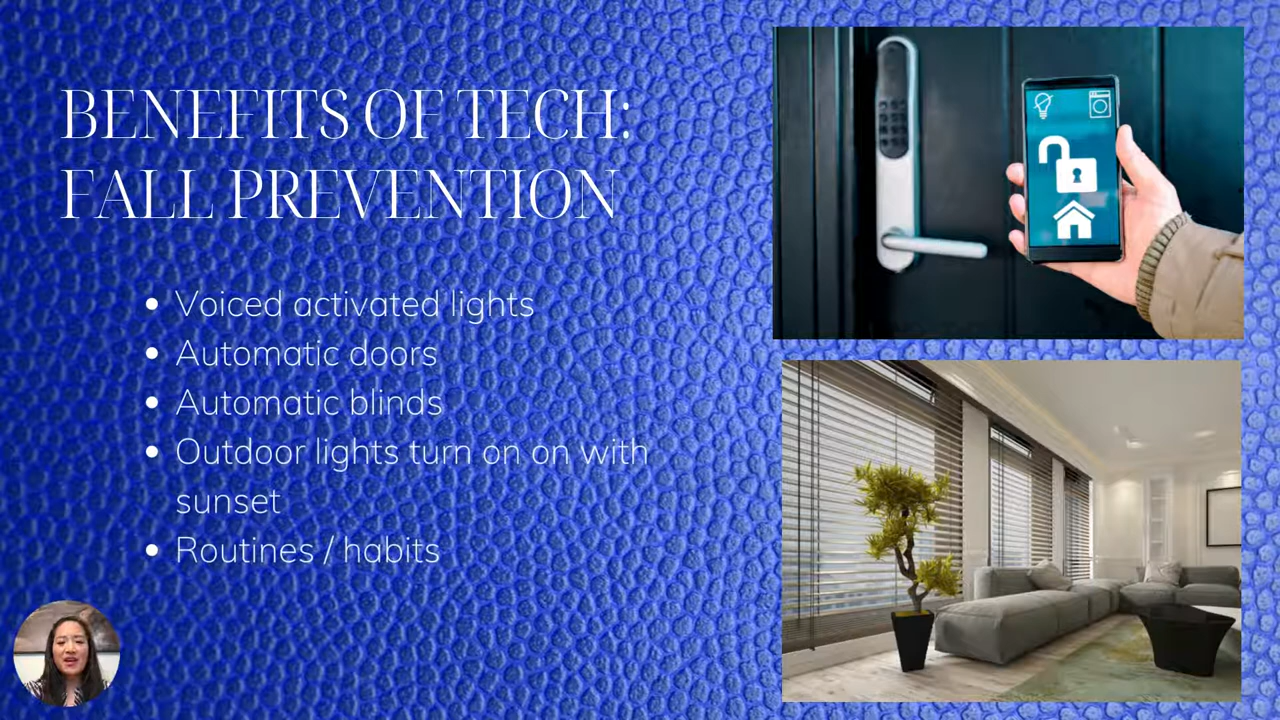 BENEFITS OF TECH:
FALL PREVENTION
• Voiced activated lights
• Automatic doors
• Automatic blinds
• Outdoor lights turn on on with
sunset
• Routines / habits